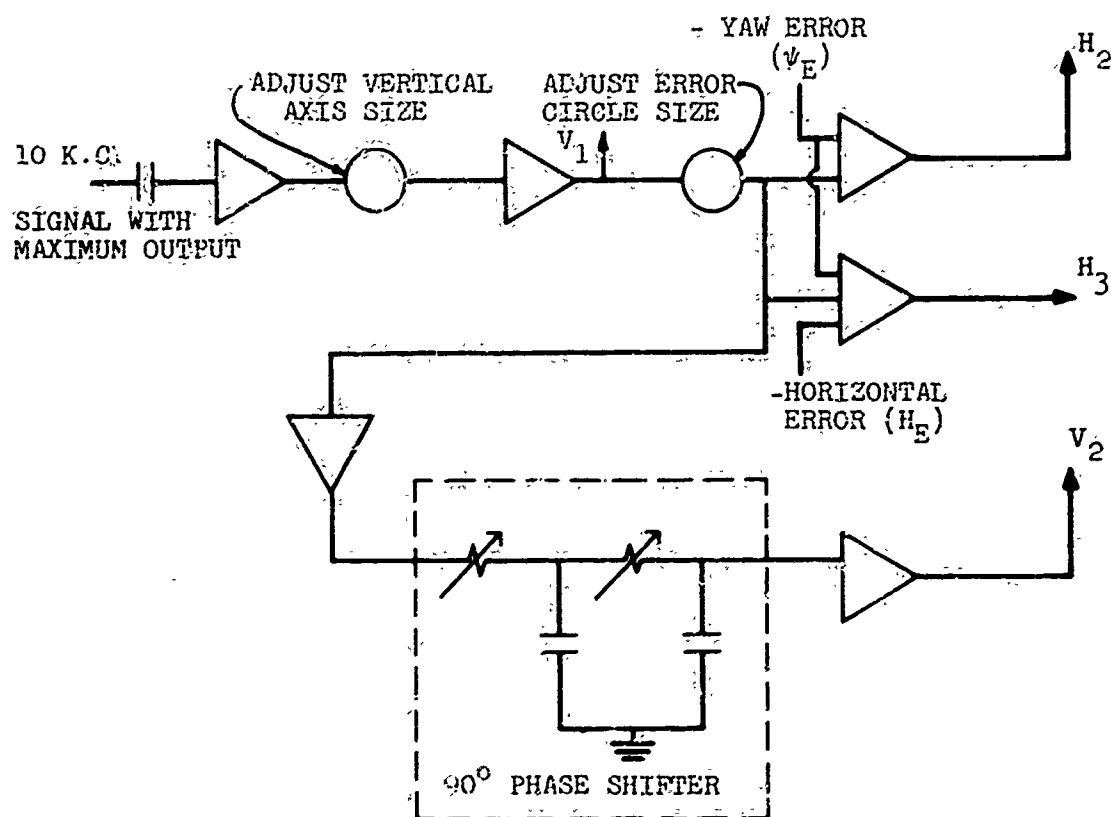 - YAW ERROR
(ψE)
H2
ADJUST VERTICAL
AXIS SIZE
ADJUST ERROR
CIRCLE SIZE
V1
10 K.C.
SIGNAL WITH
MAXIMUM OUTPUT
H3
-HORIZONTAL
ERROR (HE)
V2
90° PHASE SHIFTER